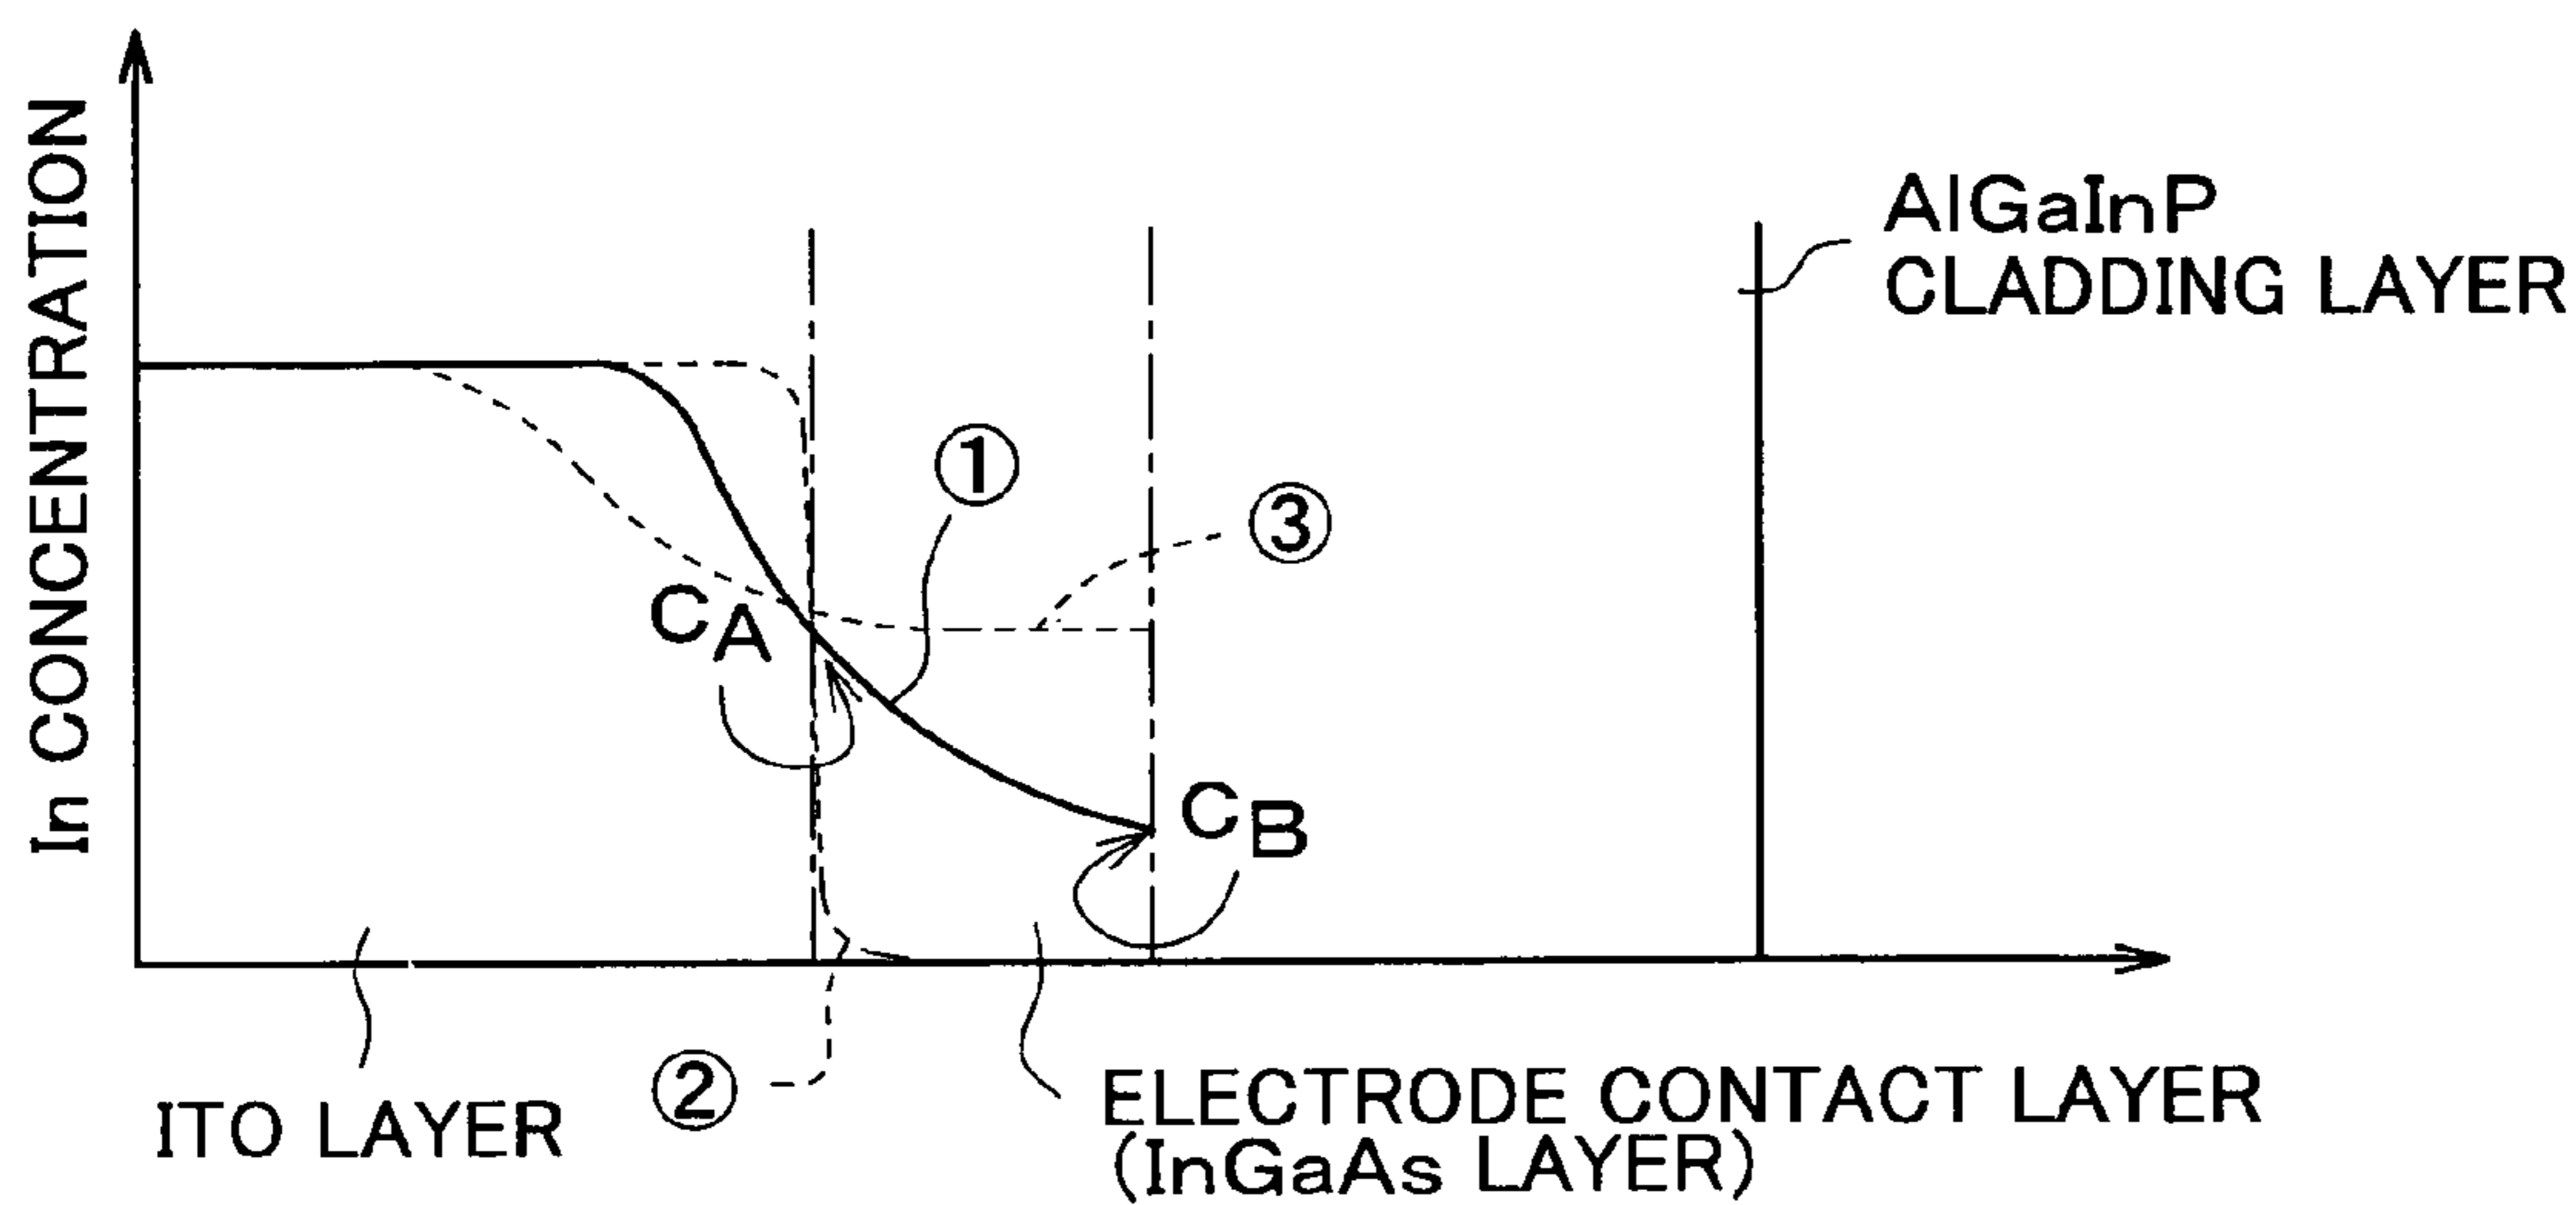 In CONCENTRATION
AlGaInP
CLADDING LAYER
①
③
CA
CB
②
ITO LAYER
ELECTRODE CONTACT LAYER
(InGaAs LAYER)